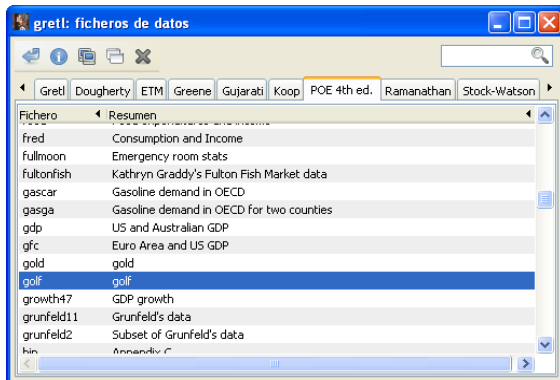 gretl: ficheros de datos
Gretl Dougherty ETM Greene Gujarati Koop POE 4th ed. Ramanathan Stock-Watson
Fichero Resumen
fred Consumption and Income
fullmoon Emergency room stats
fultonfish Kathryn Graddy's Fulton Fish Market data
gascar Gasoline demand in OECD
gasga Gasoline demand in OECD for two counties
gdp US and Australian GDP
gfc Euro Area and US GDP
gold gold
golf golf
growth47 GDP growth
grunfeld11 Grunfeld's data
grunfeld2 Subset of Grunfeld's data
Appendix C